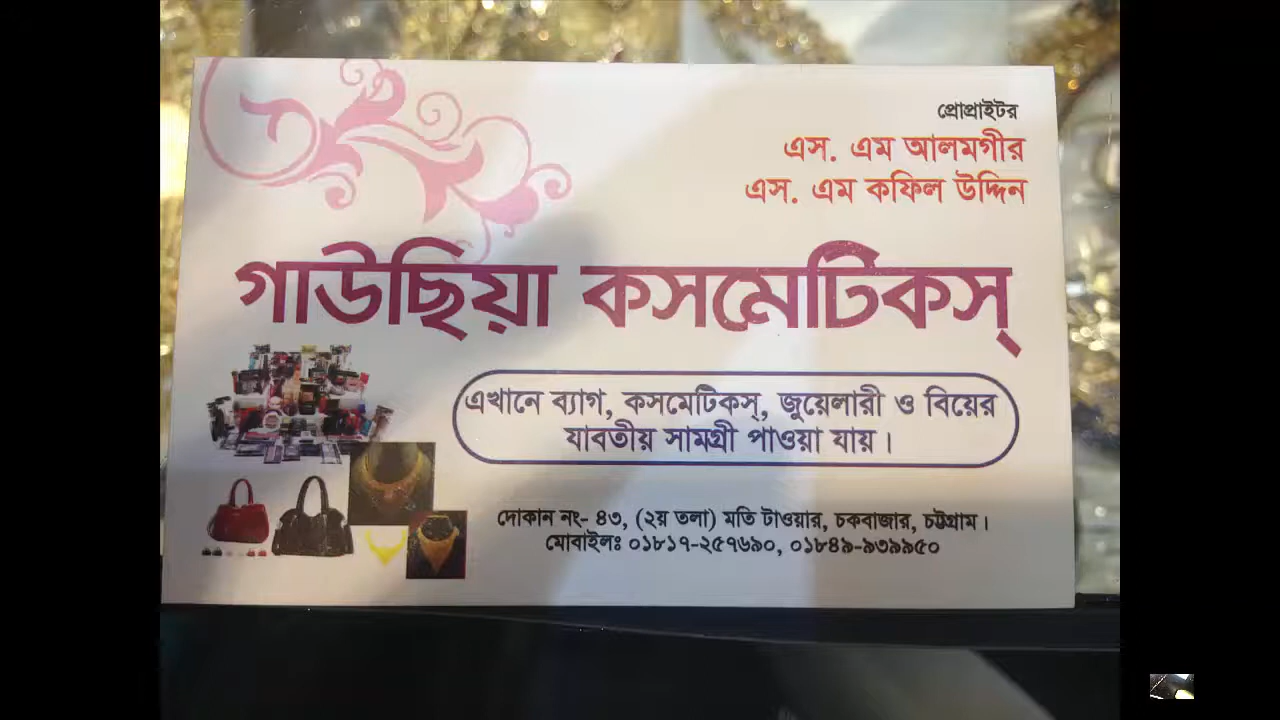 প্রোপ্রাইটর
এস. এম আলমগীর
এস. এম কফিল উদ্দিন
গাউছিয়া কসমেটিকস্
এখানে ব্যাগ, কসমেটিকস্, জুয়েলারী ও বিয়ের
যাবতীয় সামগ্রী পাওয়া যায়।
দোকান নং- ৪৩, (২য় তলা) মতি টাওয়ার, চকবাজার, চট্টগ্রাম।
মোবাইলঃ ০১৮১৭-২৫৭৬৯০, ০১৮৪৯-৯৩৯৯৫০